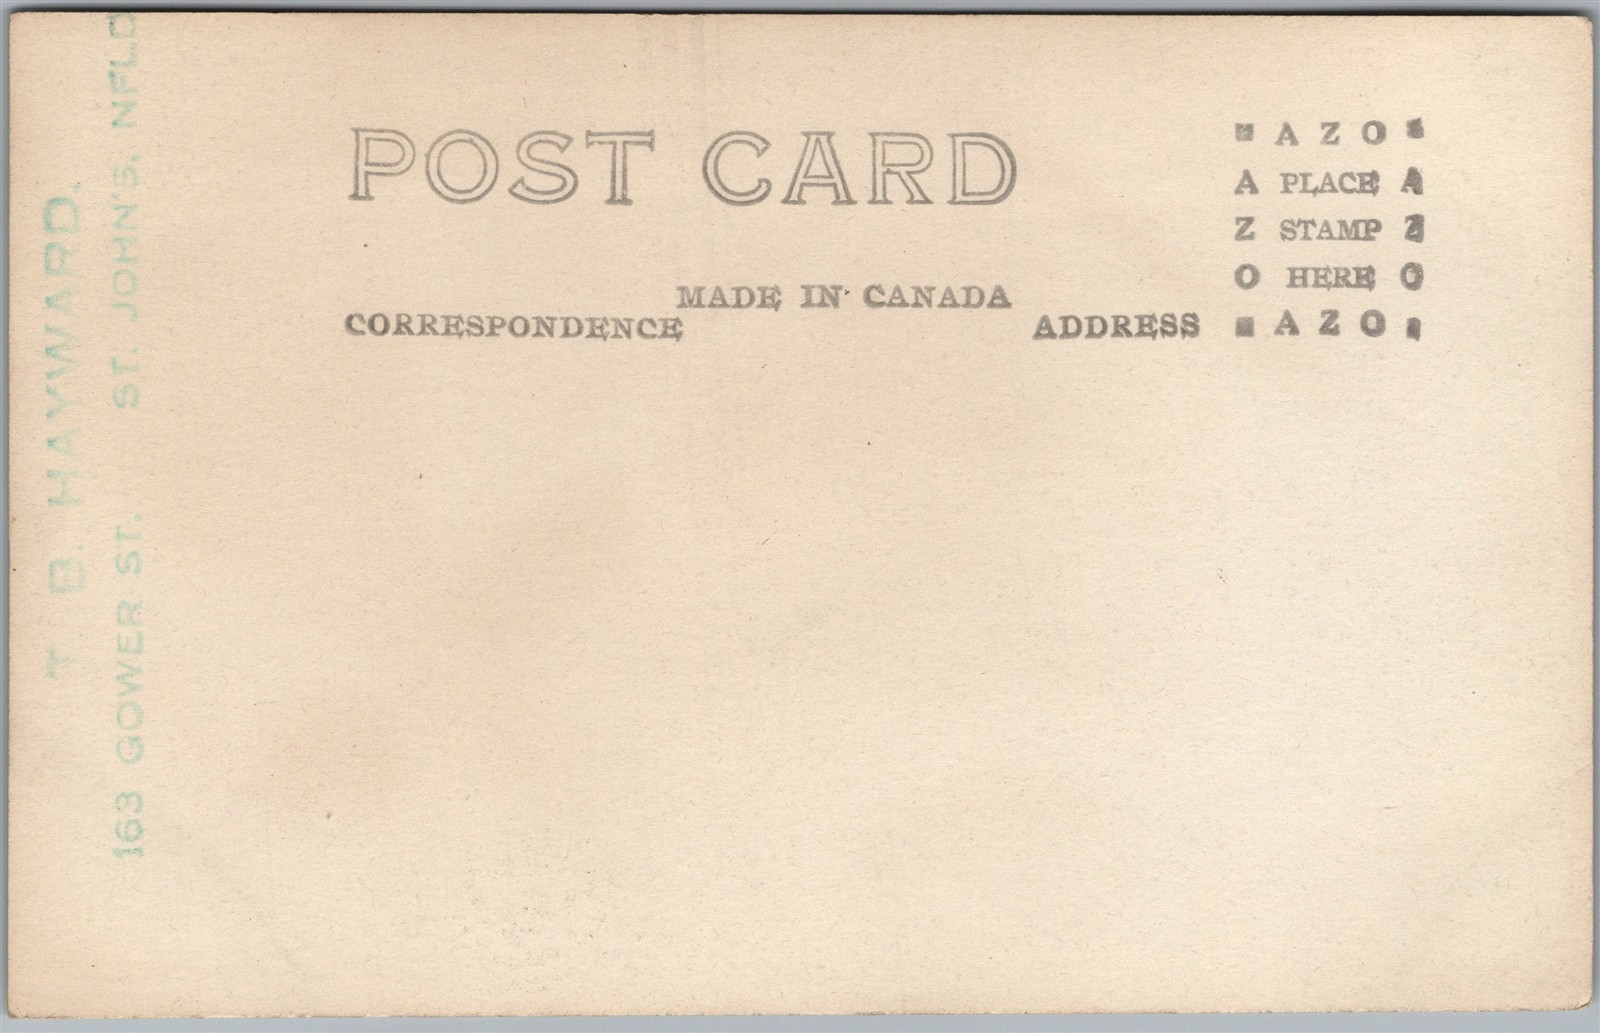 T. B. HAYWARD.
163 GOWER ST. ST. JOHN'S, NFLD
POST CARD
MADE IN CANADA
CORRESPONDENCE
ADDRESS
AZO
A PLACE A
Z STAMP Z
O HERE O
AZO